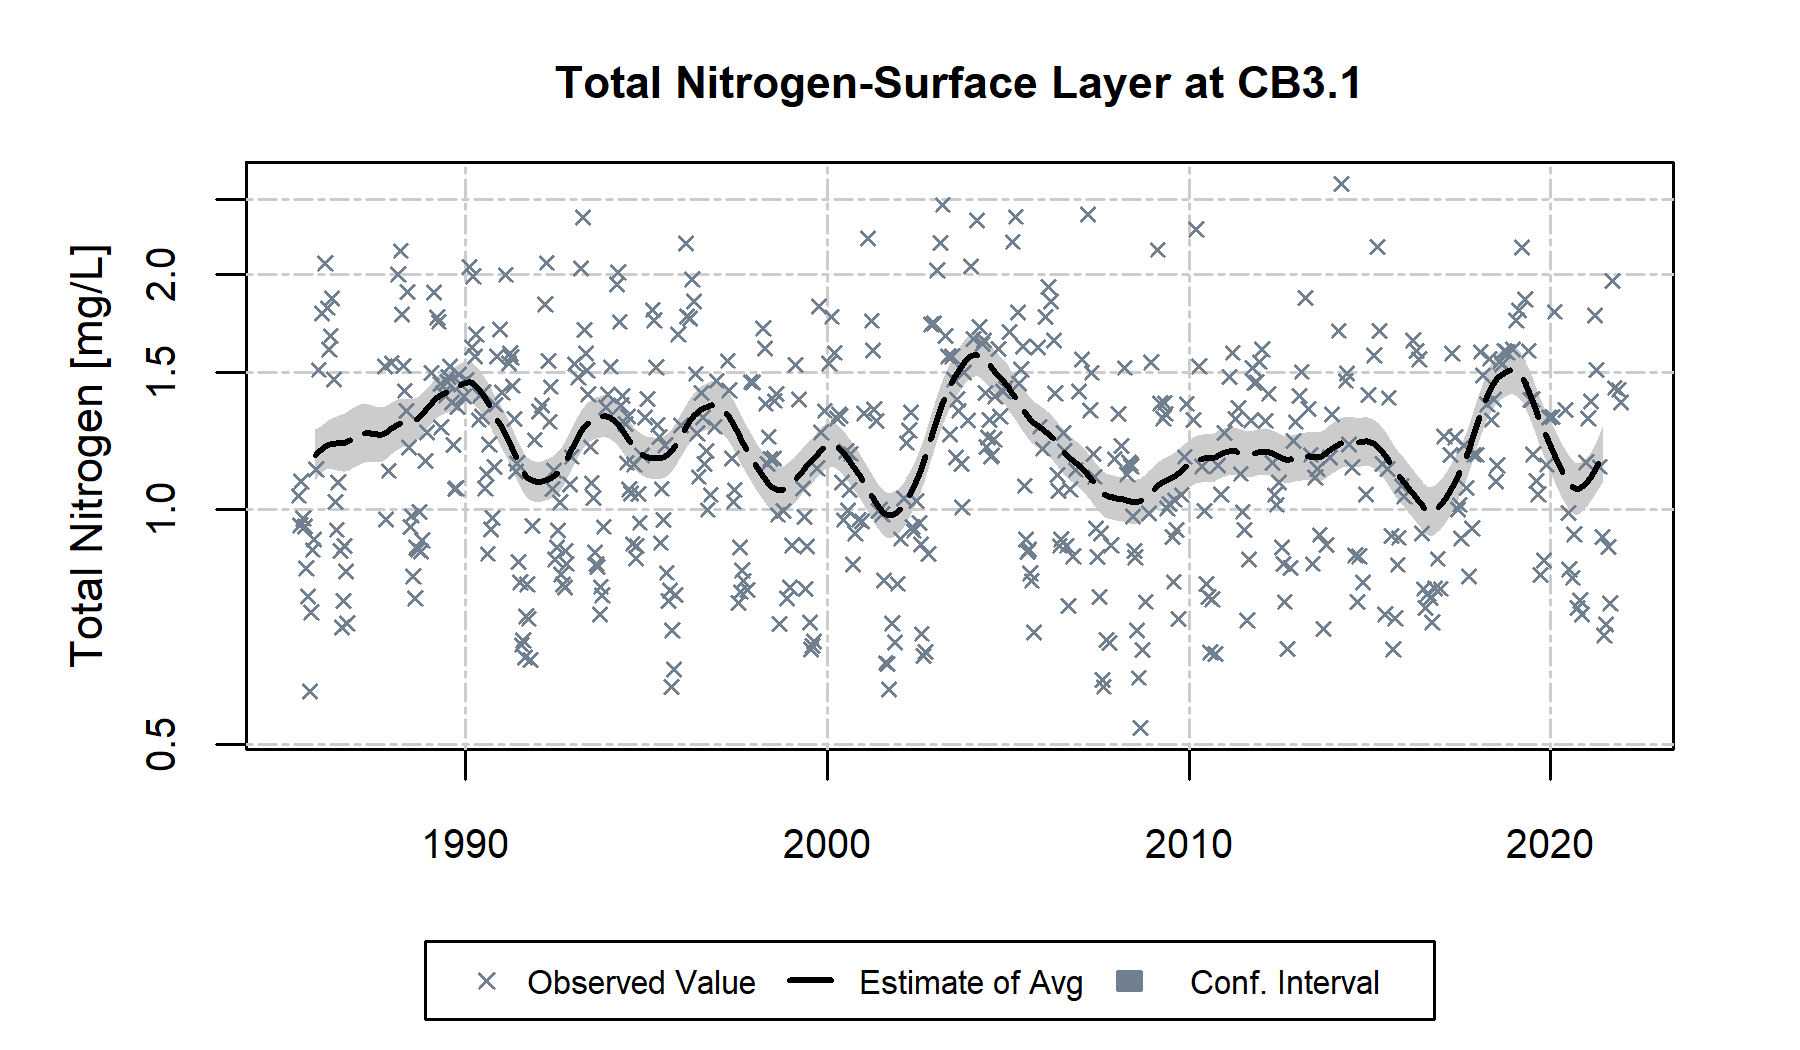 Total Nitrogen-Surface Layer at CB3.1
Total Nitrogen [mg/L]
2.0
1.5
1.0
0.5
1990 2000 2010 2020
Observed Value Estimate of Avg Conf. Interval